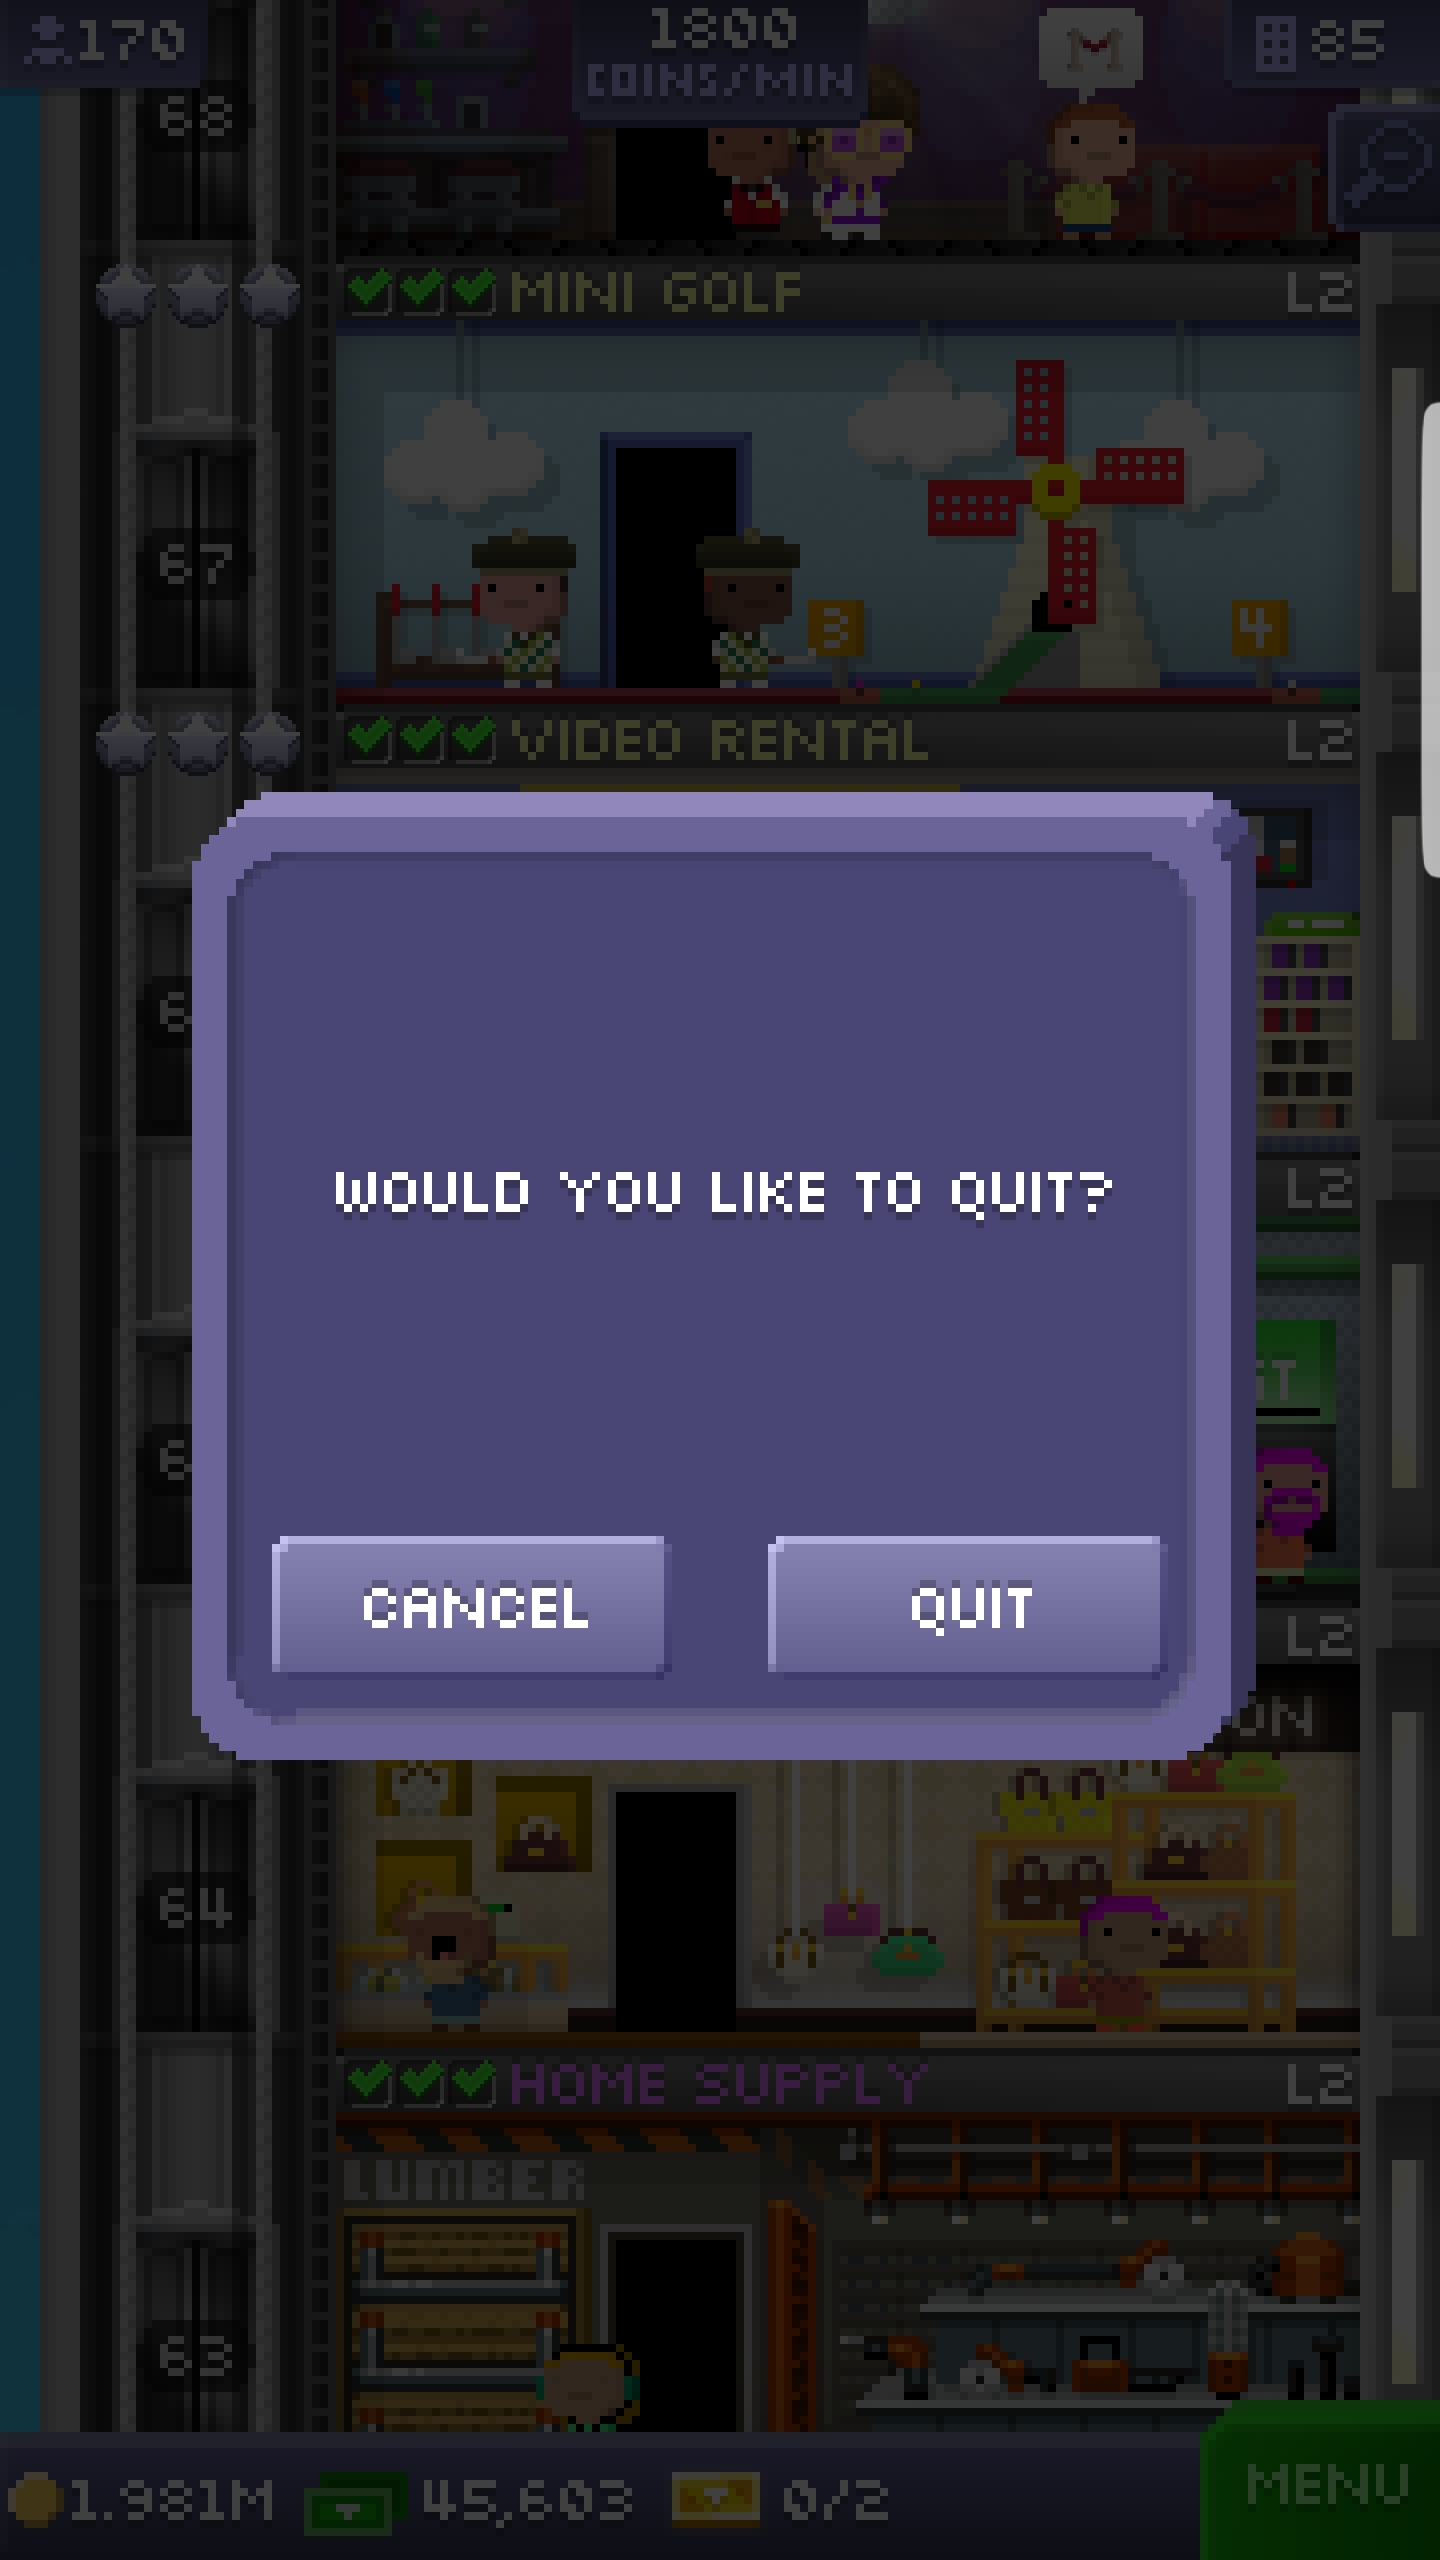 170
1800
COINS/MIN
M
85
68
MINI GOLF
L2
67
3
4
VIDEO RENTAL
L2
L2
WOULD YOU LIKE TO QUIT?
CANCEL
QUIT
L2
64
HOME SUPPLY
L2
LUMBER
63
1.981M
45,603
0/2
MENU